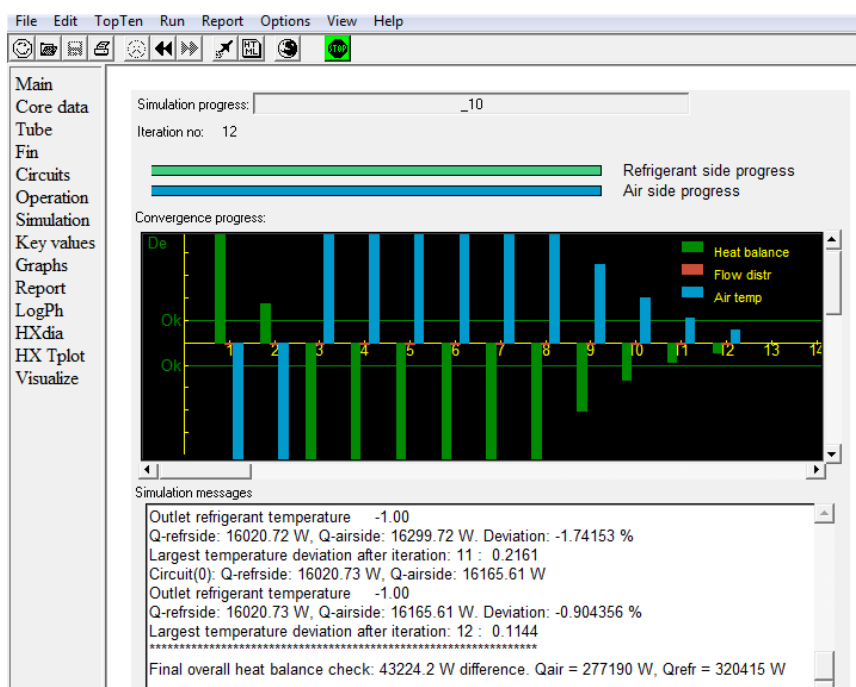 File Edit TopTen Run Report Options View Help
HT
ML
STOP
Main
Core data
Tube
Fin
Circuits
Operation
Simulation
Key values
Graphs
Report
LogPh
HXdia
HX Tplot
Visualize
Simulation progress: _10
Iteration no: 12
Refrigerant side progress
Air side progress
Convergence progress:
De
Heat balance
Flow distr
Air temp
Ok
1 2 3 4 5 6 7 8 9 10 11 12 13 14
Ok
Simulation messages
Outlet refrigerant temperature -1.00
Q-refrside: 16020.72 W, Q-airside: 16299.72 W. Deviation: -1.74153 %
Largest temperature deviation after iteration: 11 : 0.2161
Circuit(0): Q-refrside: 16020.73 W, Q-airside: 16165.61 W
Outlet refrigerant temperature -1.00
Q-refrside: 16020.73 W, Q-airside: 16165.61 W. Deviation: -0.904356 %
Largest temperature deviation after iteration: 12 : 0.1144
******************************************************************
Final overall heat balance check: 43224.2 W difference. Qair = 277190 W, Qrefr = 320415 W